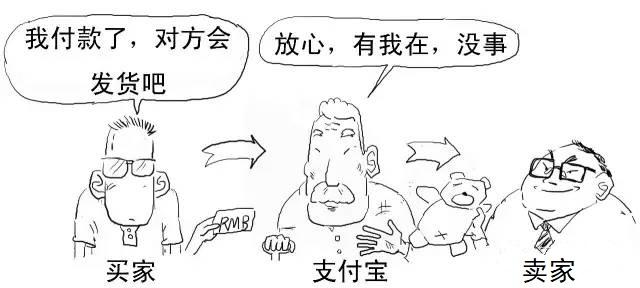 我付款了，对方会
发货吧
放心，有我在，没事
RMB
买家
支付宝
卖家